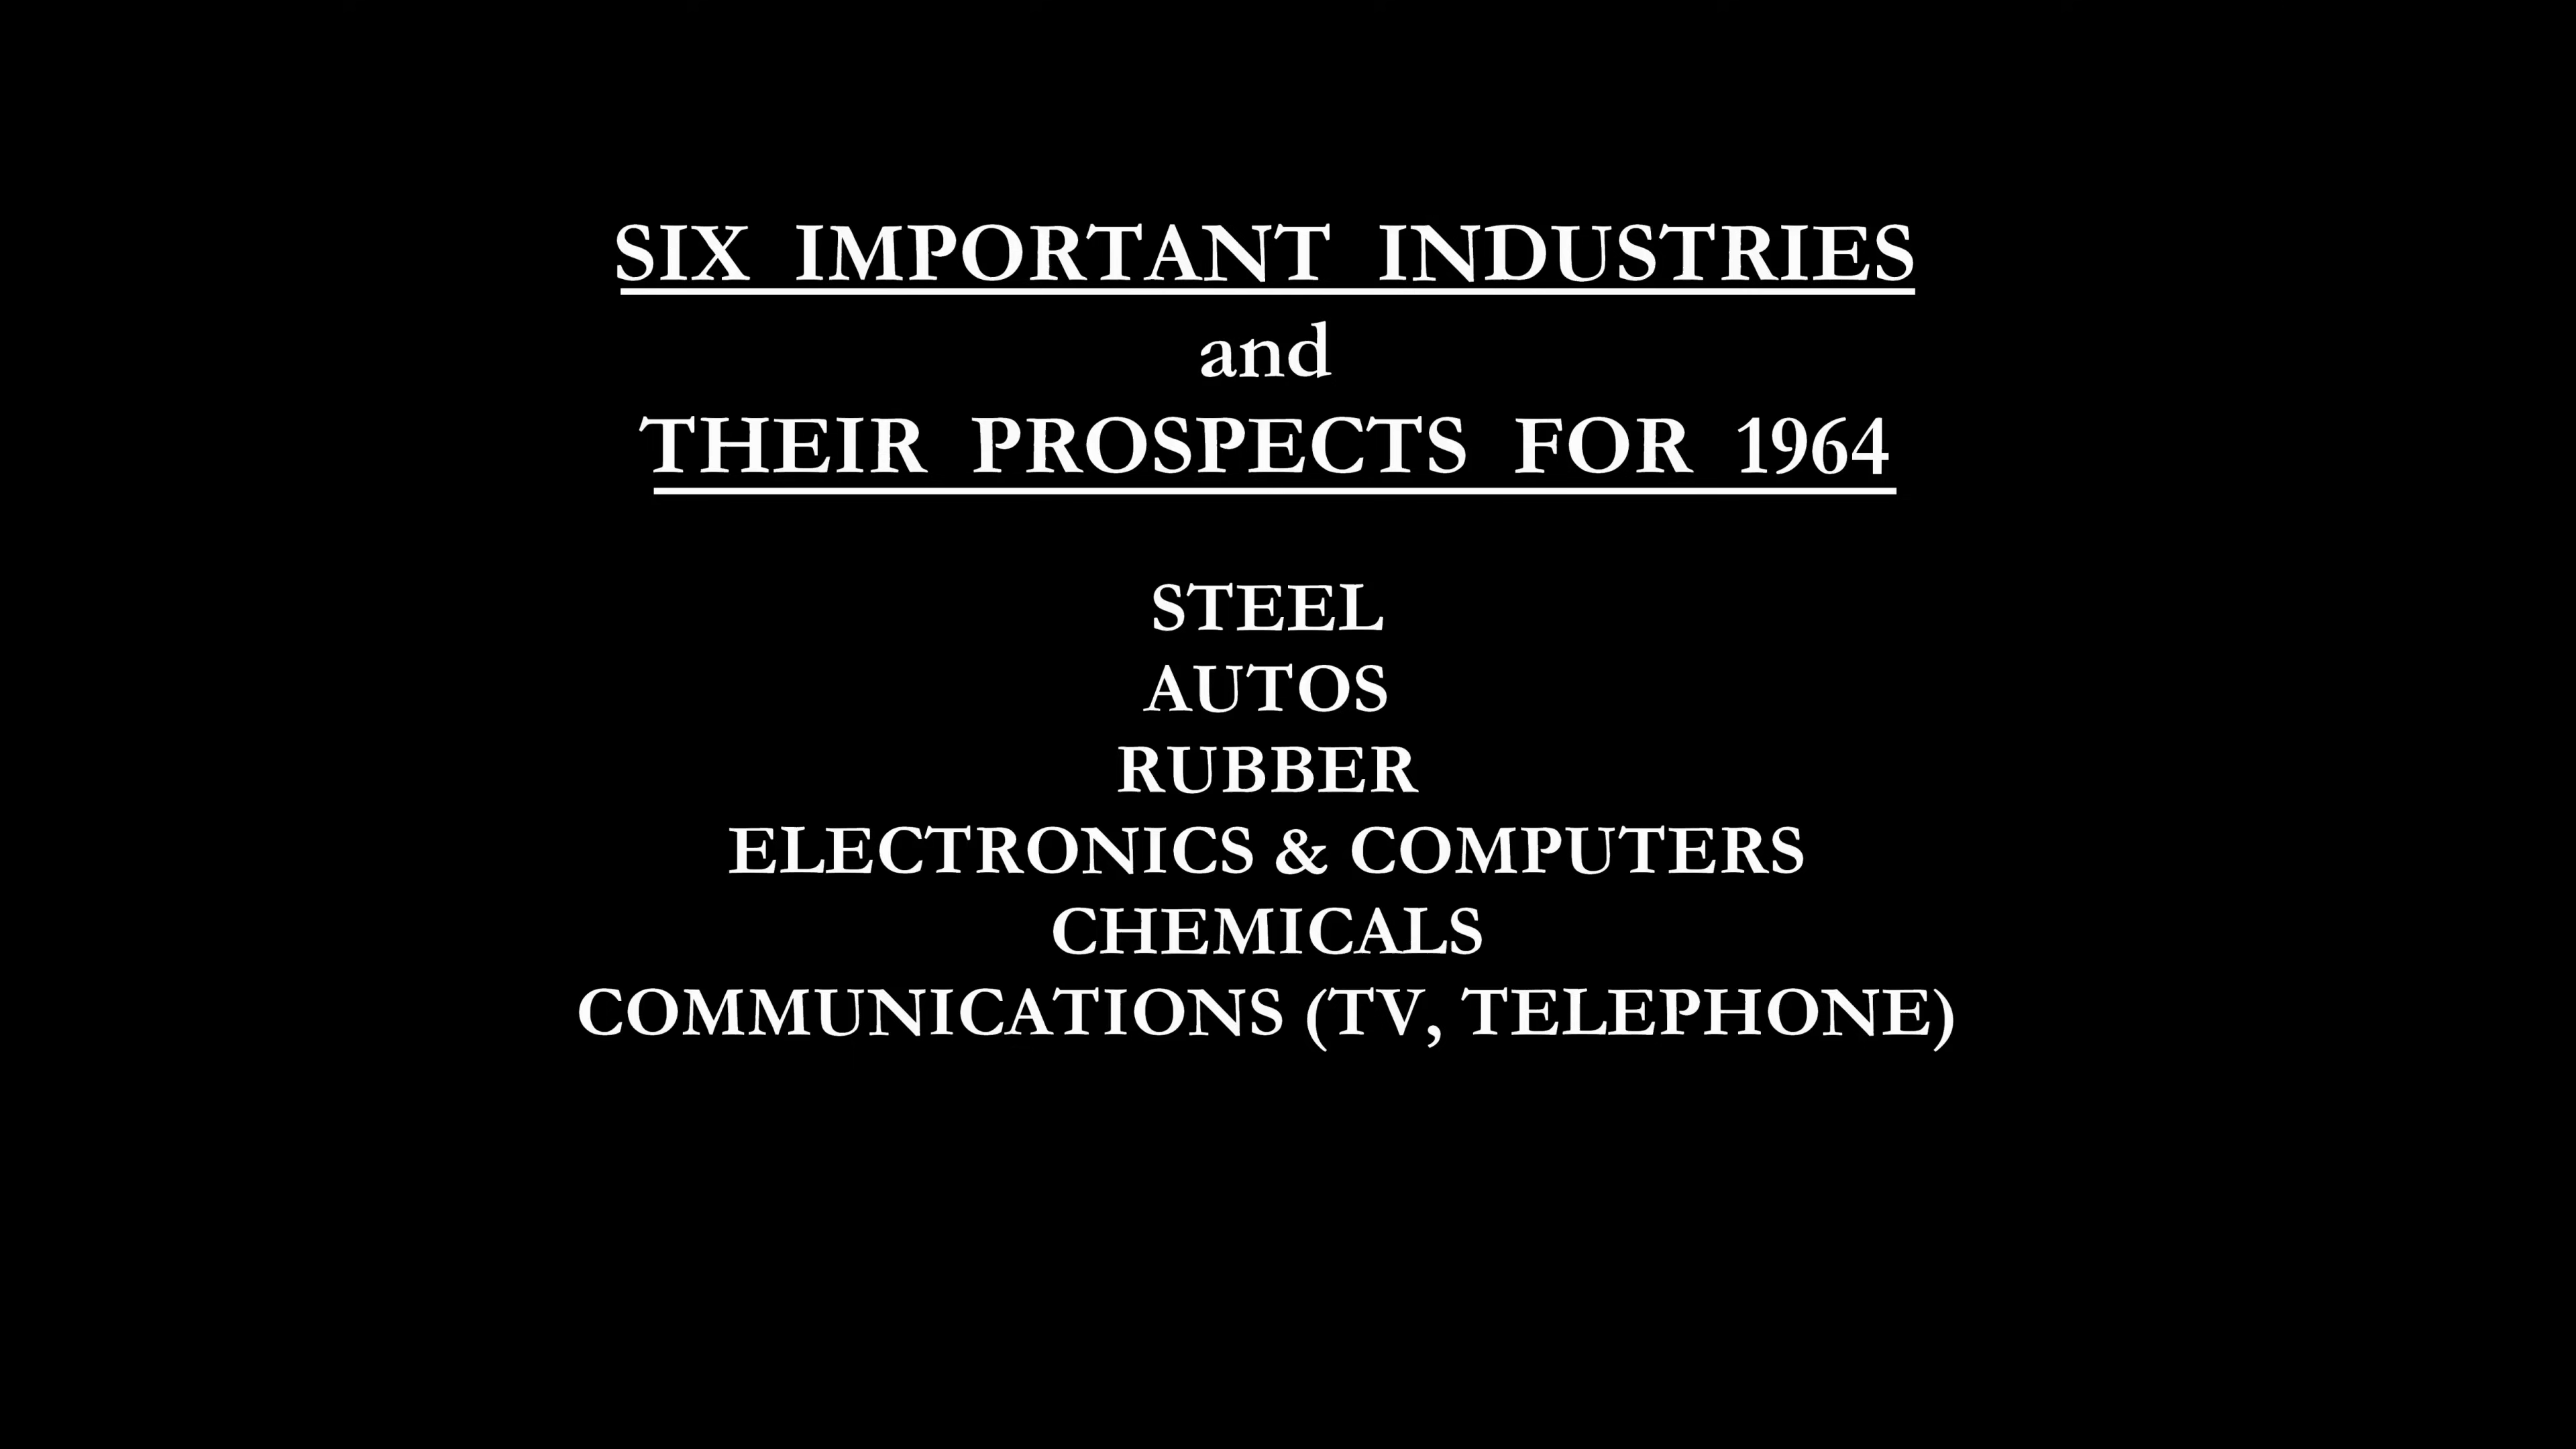 SIX IMPORTANT INDUSTRIES
and
THEIR PROSPECTS FOR 1964
STEEL
AUTOS
RUBBER
ELECTRONICS & COMPUTERS
CHEMICALS
COMMUNICATIONS (TV, TELEPHONE)